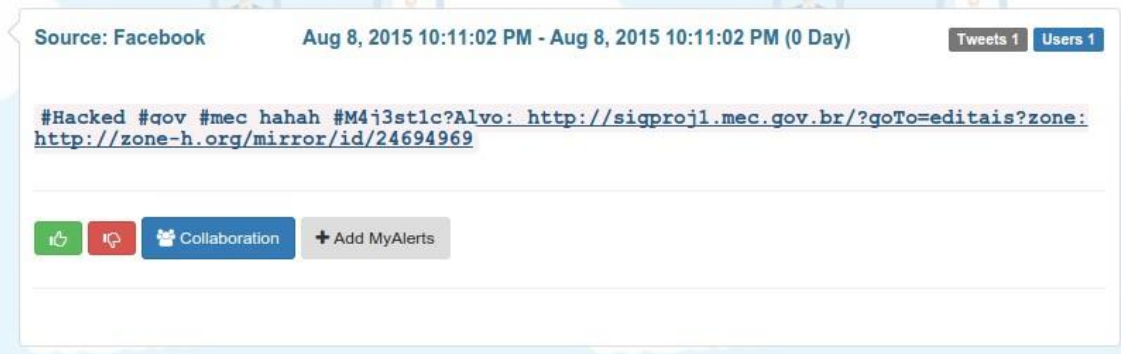 Source: Facebook Aug 8, 2015 10:11:02 PM - Aug 8, 2015 10:11:02 PM (0 Day) Tweets 1 Users 1
#Hacked #gov #mec hahah #M4j3st1c?Alvo: http://sigproj1.mec.gov.br/?goTo=editais?zone:
http://zone-h.org/mirror/id/24694969
Collaboration + Add MyAlerts